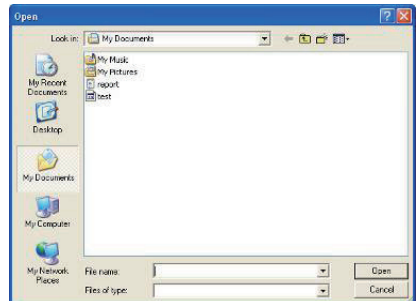 Open
Look in: My Documents
My Recent
Documents
Desktop
My Documents
My Computer
My Network
Places
My Music
My Pictures
report
test
File name:
Open
Files of type:
Cancel